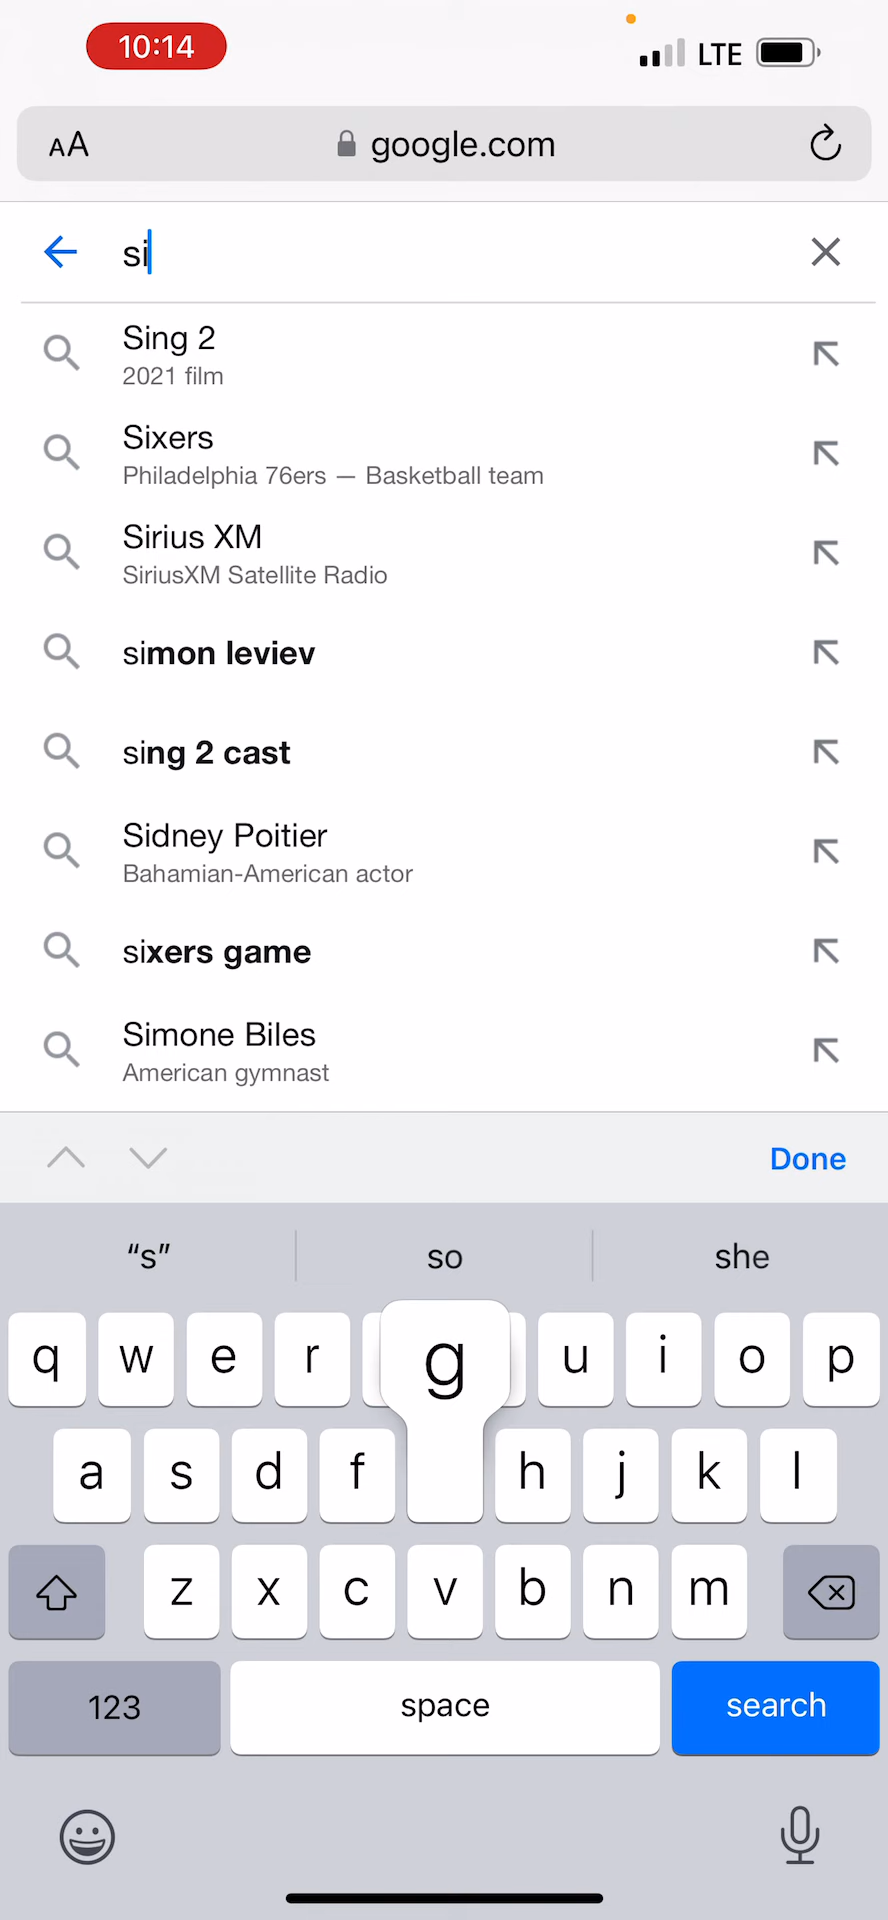 10:14
LTE
AA
google.com
si
Sing 2
2021 film
Sixers
Philadelphia 76ers — Basketball team
Sirius XM
SiriusXM Satellite Radio
simon leviev
sing 2 cast
Sidney Poitier
Bahamian-American actor
sixers game
Simone Biles
American gymnast
Done
“s” so she
q w e r g u i o p
a s d f h j k l
z x c v b n m
123 space search